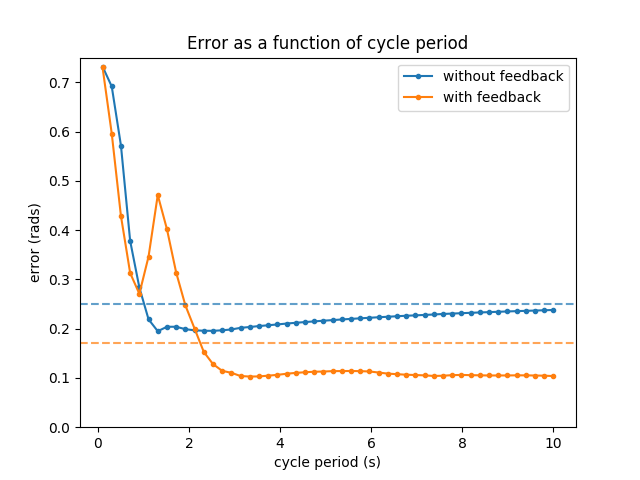 Error as a function of cycle period
without feedback
with feedback
error (rads)
0.7
0.6
0.5
0.4
0.3
0.2
0.1
0.0
0 2 4 6 8 10
cycle period (s)